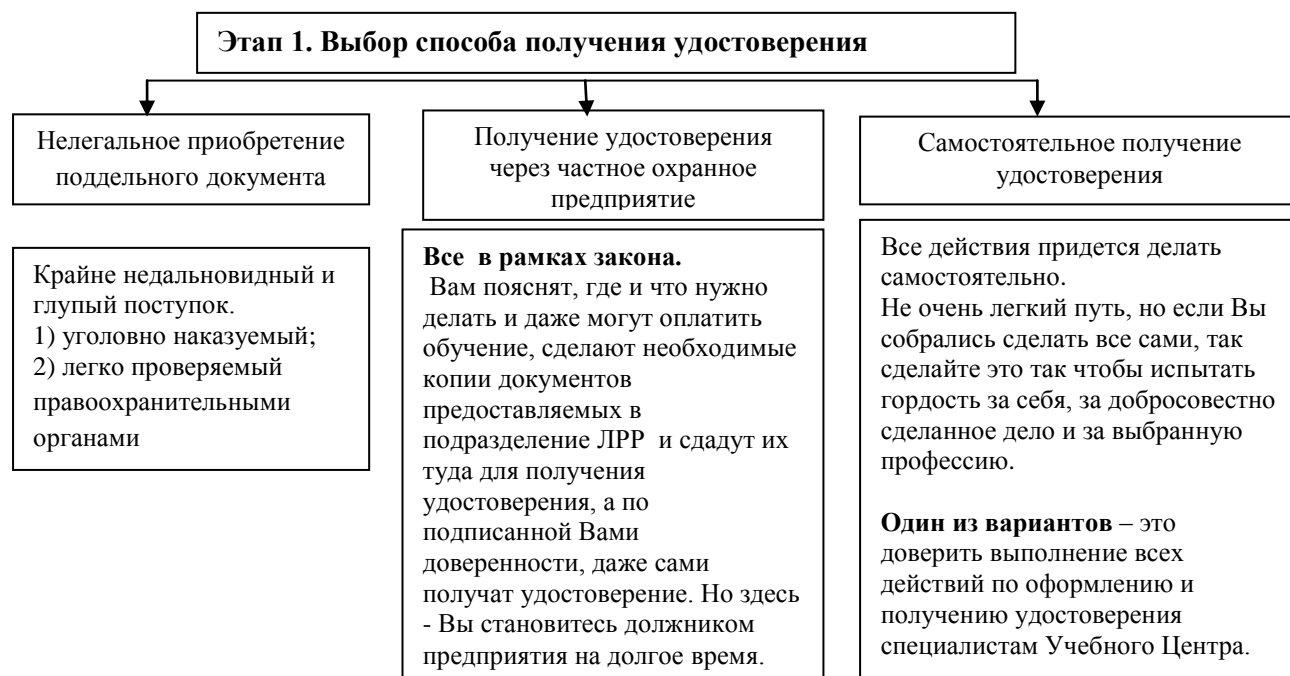 Этап 1. Выбор способа получения удостоверения
Нелегальное приобретение
поддельного документа
Получение удостоверения
через частное охранное
предприятие
Самостоятельное получение
удостоверения
Крайне недальновидный и
глупый поступок.
1) уголовно наказуемый;
2) легко проверяемый
правоохранительными
органами
Все в рамках закона.
Вам пояснят, где и что нужно
делать и даже могут оплатить
обучение, сделают необходимые
копии документов
предоставляемых в
подразделение ЛРР и сдадут их
туда для получения
удостоверения, а по
подписанной Вами
доверенности, даже сами
получат удостоверение. Но здесь
- Вы становитесь должником
предприятия на долгое время.
Все действия придется делать
самостоятельно.
Не очень легкий путь, но если Вы
собрались сделать все сами, так
сделайте это так чтобы испытать
гордость за себя, за добросовестно
сделанное дело и за выбранную
профессию.
Один из вариантов – это
доверить выполнение всех
действий по оформлению и
получению удостоверения
специалистам Учебного Центра.